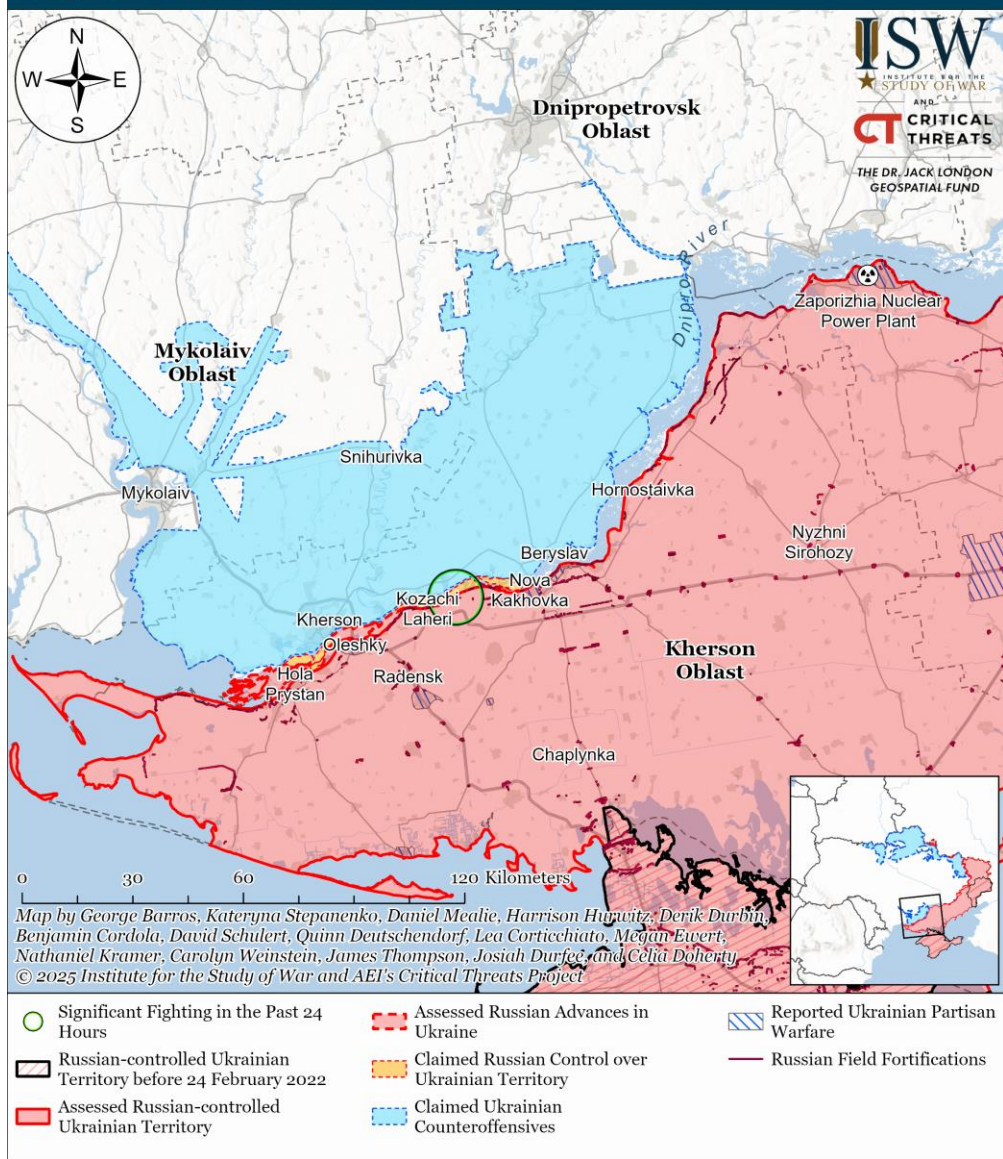 N
W
E
S
ISW
INSTITUTE FOR THE
STUDY OF WAR
AND
CT CRITICAL
THREATS
THE DR. JACK LONDON
GEOSPATIAL FUND
Dnipropetrovsk
Oblast
Dnipro River
Zaporizhia Nuclear
Power Plant
Mykolaiv
Oblast
Snihurivka
Mykolaiv
Hornostaivka
Nyzhni
Sirohozy
Beryslav
Nova
Kakhovka
Kozachi
Laheri
Kherson
Oleshky
Kherson
Oblast
Hola
Prystan
Radensk
Chaplynka
0 30 60 120 Kilometers
Map by George Barros, Kateryna Stepanenko, Daniel Mealie, Harrison Hurwitz, Derik Durbin,
Benjamin Cordola, David Schulert, Quinn Deutschendorf, Lea Corticchiato, Megan Ewert,
Nathaniel Kramer, Carolyn Weinstein, James Thompson, Josiah Durfee, and Celia Doherty
© 2025 Institute for the Study of War and AEI's Critical Threats Project
Significant Fighting in the Past 24
Hours
Russian-controlled Ukrainian
Territory before 24 February 2022
Assessed Russian-controlled
Ukrainian Territory
Assessed Russian Advances in
Ukraine
Claimed Russian Control over
Ukrainian Territory
Claimed Ukrainian
Counteroffensives
Reported Ukrainian Partisan
Warfare
Russian Field Fortifications